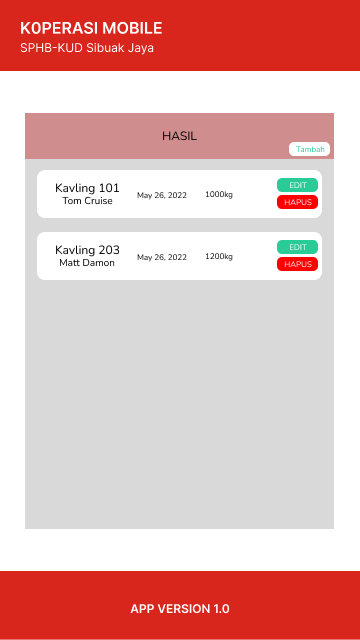 K0PERASI MOBILE
SPHB-KUD Sibuak Jaya
HASIL
Tambah
Kavling 101
Tom Cruise
May 26, 2022
1000kg
EDIT
HAPUS
Kavling 203
Matt Damon
May 26, 2022
1200kg
EDIT
HAPUS
APP VERSION 1.0